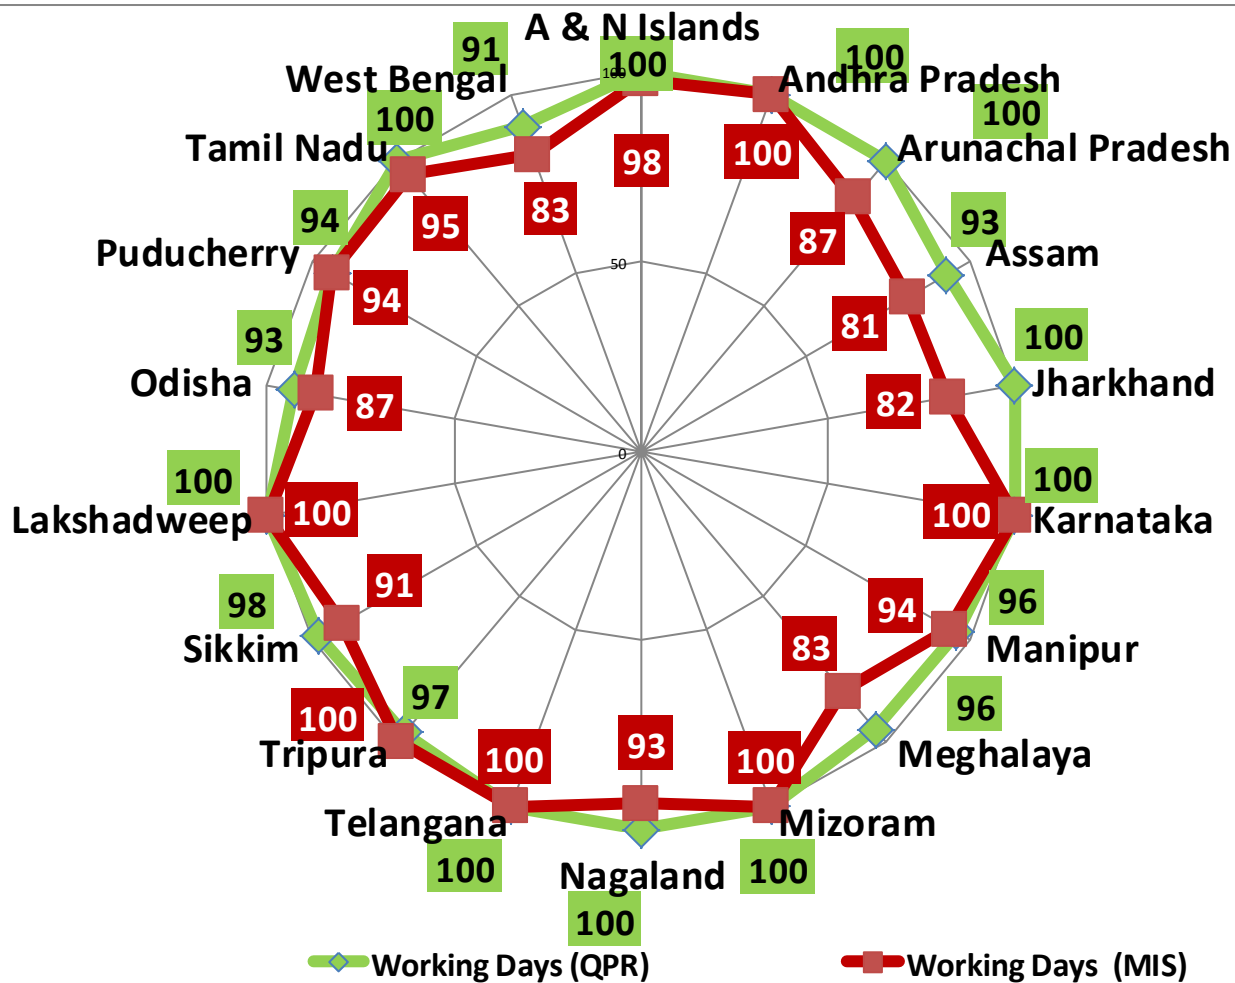 A & N Islands
91
100
100
100
West Bengal
Andhra Pradesh
100
100
Tamil Nadu
98
100
Arunachal Pradesh
83
94
95
87
93
Puducherry
Assam
50
94
81
93
100
Odisha
87
82
Jharkhand
0
100
100
Lakshadweep
100
100
Karnataka
91
98
94
96
Sikkim
83
Manipur
97
100
96
Tripura
100
93
100
Meghalaya
Telangana
Mizoram
100
Nagaland
100
100
Working Days (QPR)
Working Days (MIS)